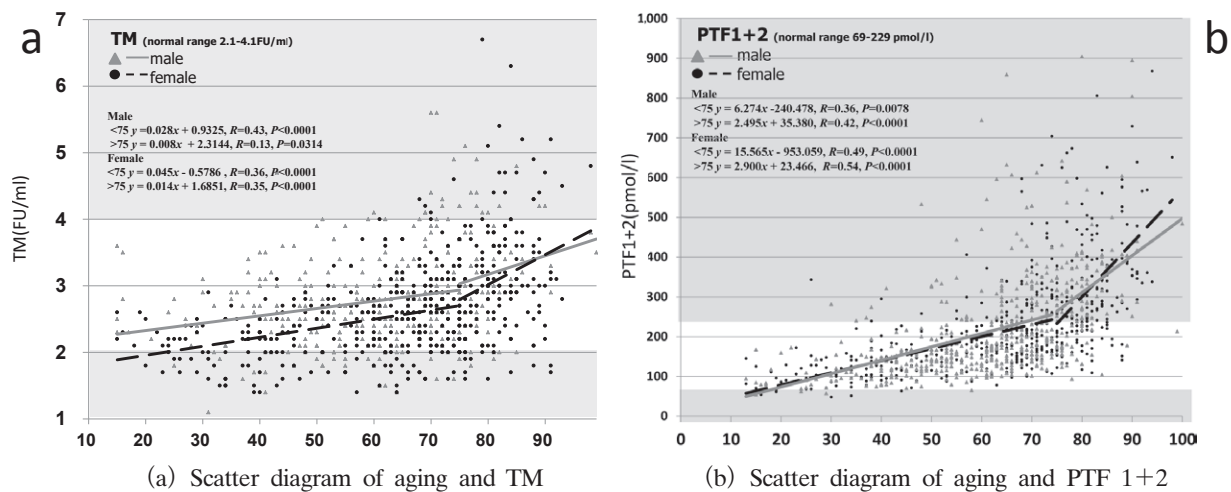 a
7
6
5
4
3
2
1
TM(FU/ml)
TM (normal range 2.1-4.1FU/ml)
male
female
Male
<75 y =0.028x + 0.9325, R=0.43, P<0.0001
>75 y =0.008x + 2.3144, R=0.13, P=0.0314
Female
<75 y =0.045x - 0.5786 , R=0.36, P<0.0001
>75 y =0.014x + 1.6851, R=0.35, P<0.0001
10 20 30 40 50 60 70 80 90
(a) Scatter diagram of aging and TM
b
1,000
900
800
700
600
500
400
300
200
100
0
PTF1+2(pmol/l)
PTF1+2 (normal range 69-229 pmol/l)
male
female
Male
<75 y = 6.274x -240.478, R=0.36, P=0.0078
>75 y = 2.495x + 35.380, R=0.42, P<0.0001
Female
<75 y = 15.565x - 953.059, R=0.49, P<0.0001
>75 y = 2.900x + 23.466, R=0.54, P<0.0001
0 10 20 30 40 50 60 70 80 90 100
(b) Scatter diagram of aging and PTF 1+2